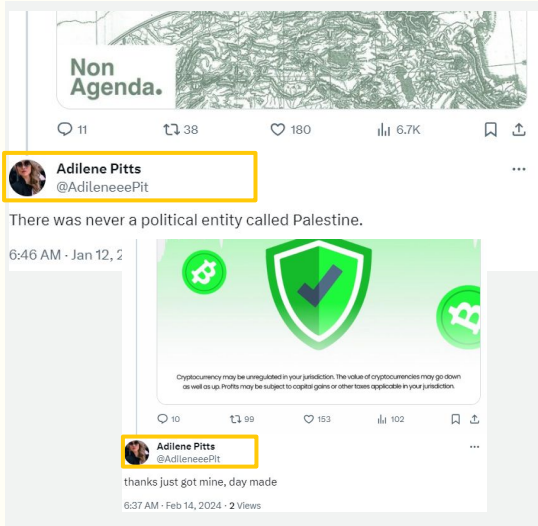 Non
Agenda.
11 38 180 6.7K
Adilene Pitts
@AdileneeePit
There was never a political entity called Palestine.
6:46 AM · Jan 12, 2
Cryptocurrency may be unregulated in your jurisdiction. The value of cryptocurrencies may go down
as well as up. Profits may be subject to capital gains or other taxes applicable in your jurisdiction.
10 99 153 102
Adilene Pitts
@AdileneeePit
thanks just got mine, day made
6:37 AM · Feb 14, 2024 · 2 Views